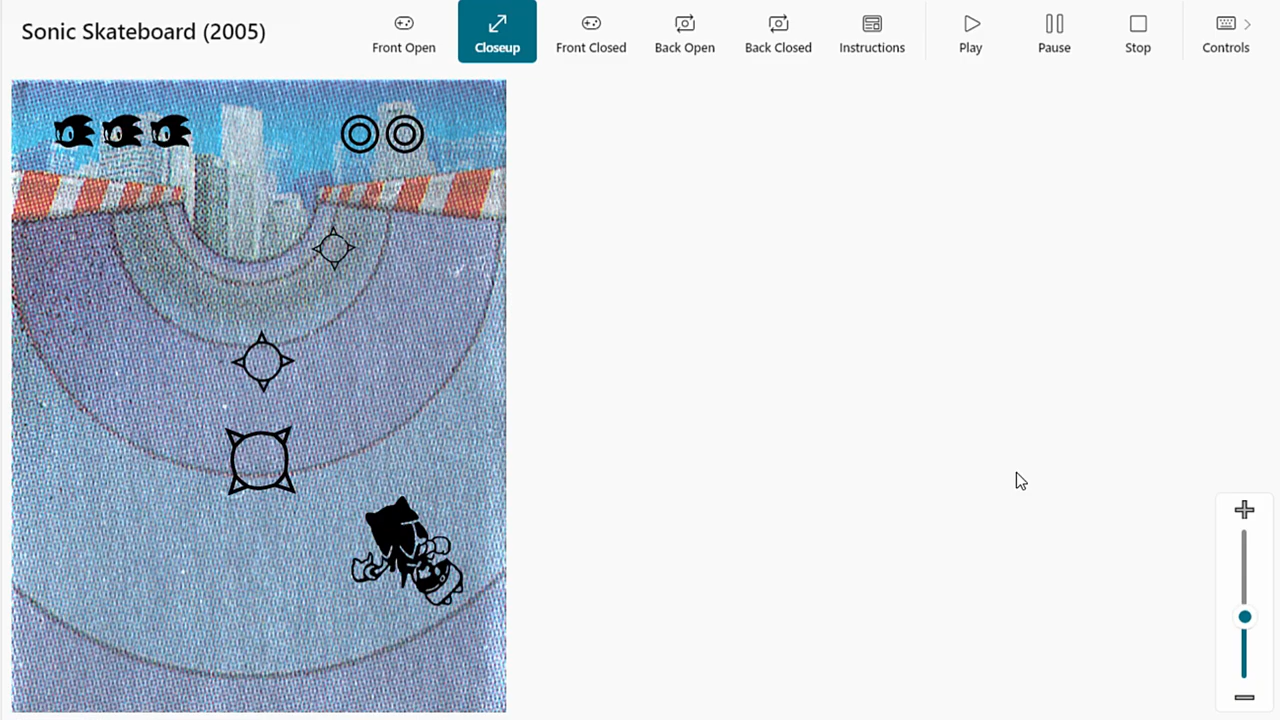 Sonic Skateboard (2005)
Front Open
Closeup
Front Closed
Back Open
Back Closed
Instructions
Play
Pause
Stop
Controls